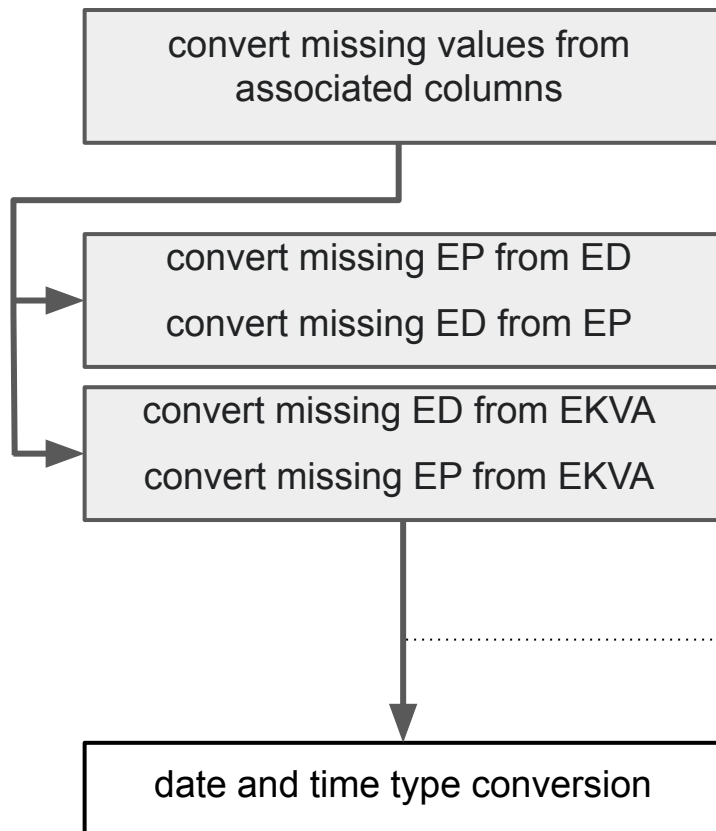 convert missing values from
associated columns
convert missing EP from ED
convert missing ED from EP
convert missing ED from EKVA
convert missing EP from EKVA
date and time type conversion